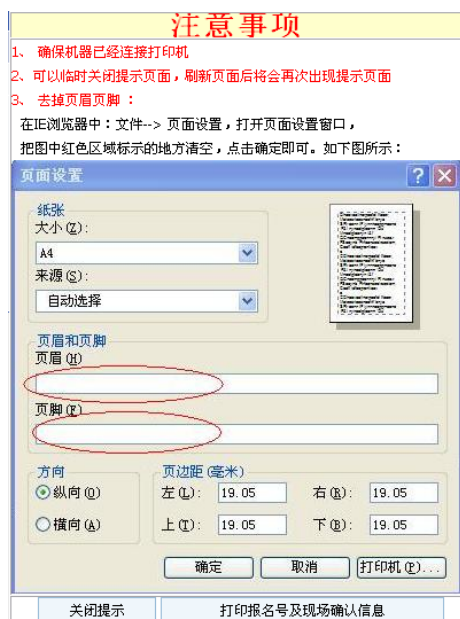 注意事项
1、 确保机器已经连接打印机
2、可以临时关闭提示页面，刷新页面后将会再次出现提示页面
3、 去掉页眉页脚 ：
在IE浏览器中：文件--> 页面设置，打开页面设置窗口，
把图中红色区域标示的地方清空，点击确定即可。如下图所示：
页面设置
纸张
大小(Z)：
A4
来源(S)：
自动选择
页眉和页脚
页眉(H)
页脚(F)
方向
纵向(O)
横向(A)
页边距(毫米)
左(L)： 19.05 右(R)： 19.05
上(T)： 19.05 下(B)： 19.05
确定 取消 打印机(P)...
关闭提示 打印报名号及现场确认信息